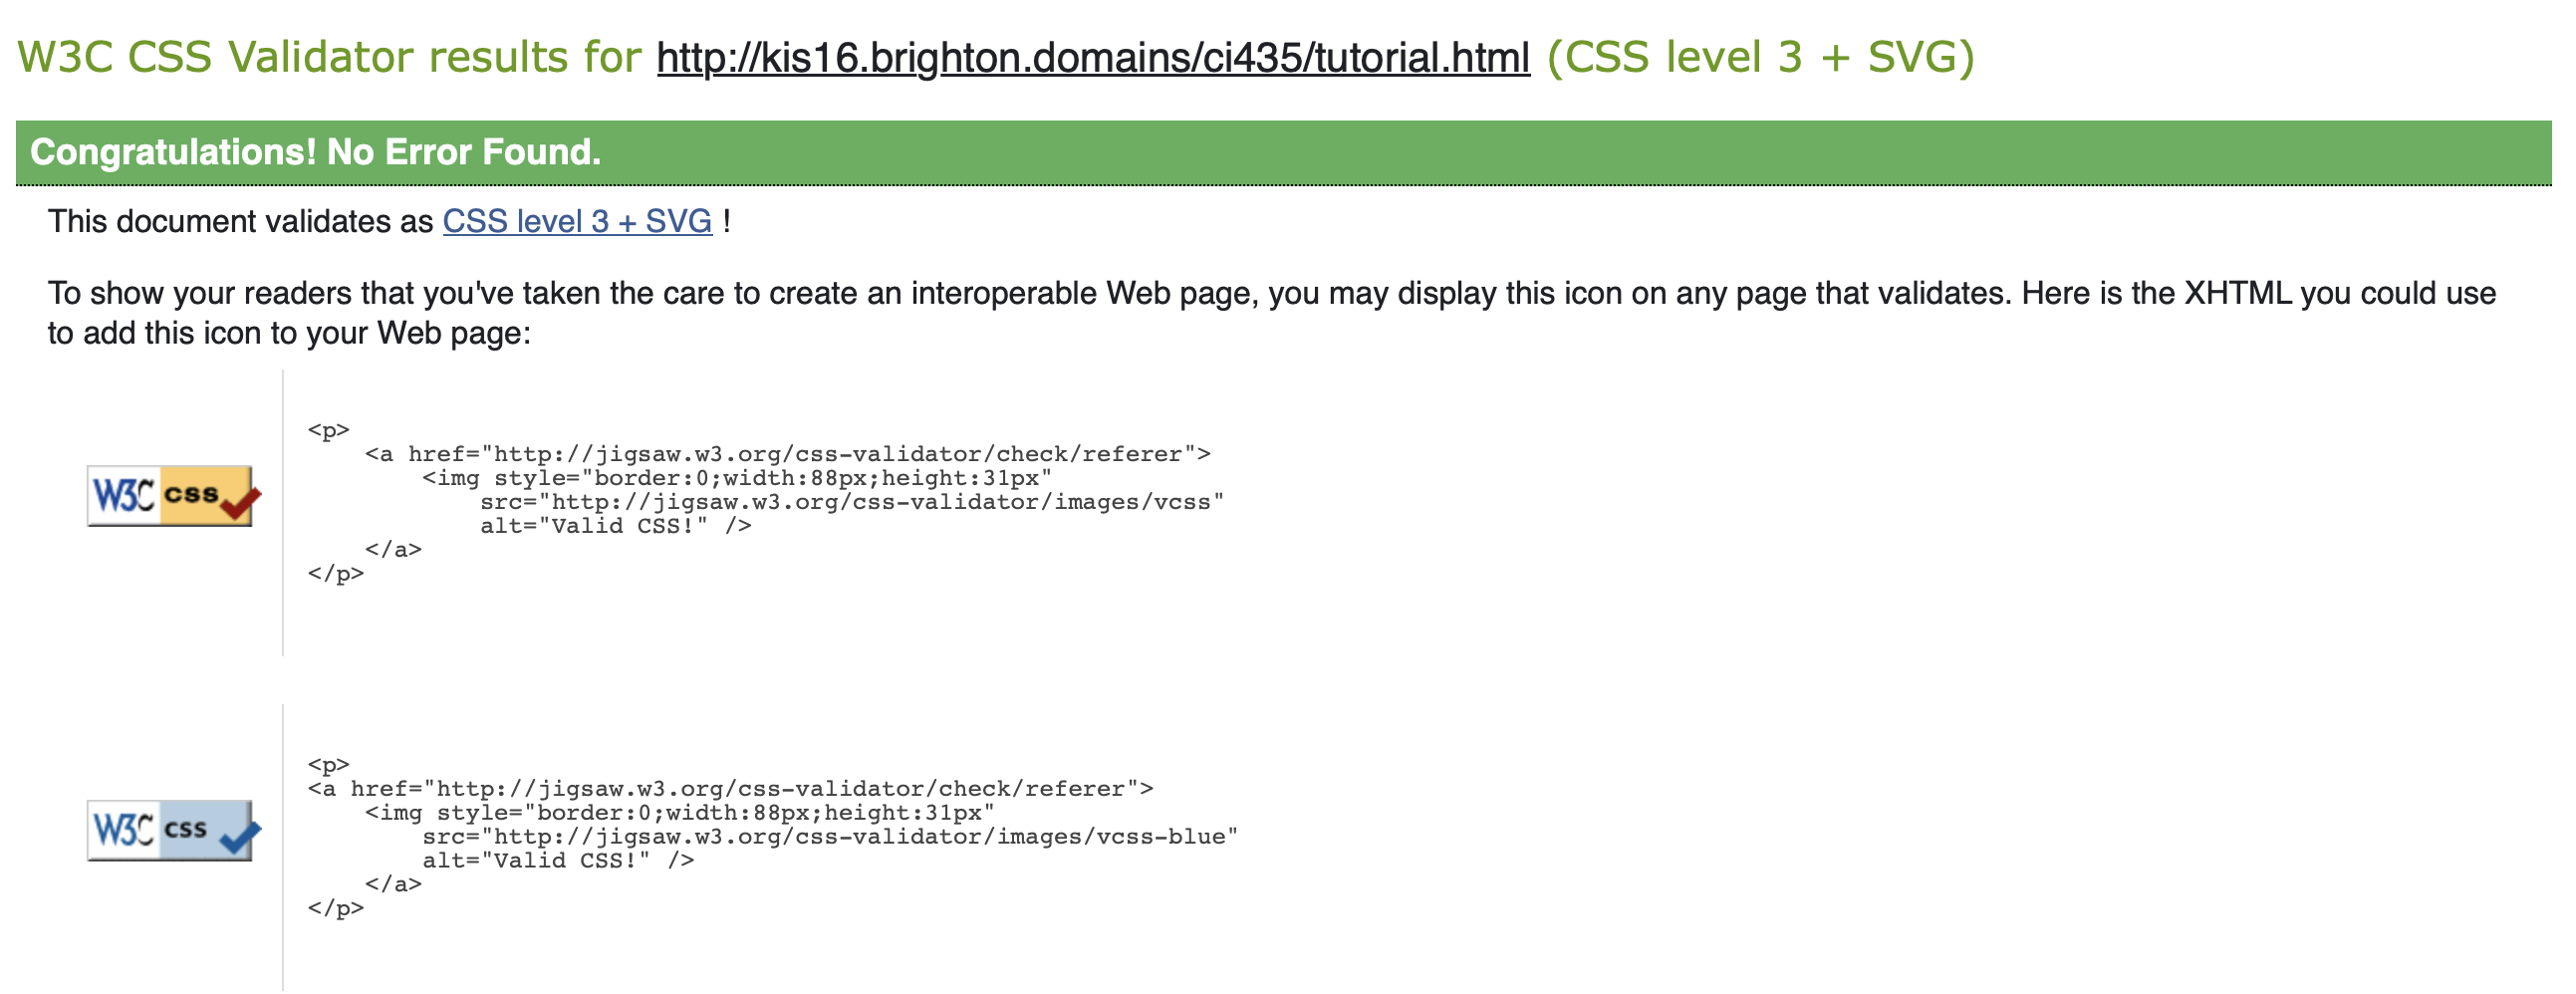 W3C CSS Validator results for http://kis16.brighton.domains/ci435/tutorial.html (CSS level 3 + SVG)
Congratulations! No Error Found.
This document validates as CSS level 3 + SVG !
To show your readers that you've taken the care to create an interoperable Web page, you may display this icon on any page that validates. Here is the XHTML you could use
to add this icon to your Web page:
<p>
    <a href="http://jigsaw.w3.org/css-validator/check/referer">
W3C css
        <img style="border:0;width:88px;height:31px"
            src="http://jigsaw.w3.org/css-validator/images/vcss"
            alt="Valid CSS!" />
    </a>
</p>
<p>
<a href="http://jigsaw.w3.org/css-validator/check/referer">
W3C css
    <img style="border:0;width:88px;height:31px"
        src="http://jigsaw.w3.org/css-validator/images/vcss-blue"
        alt="Valid CSS!" />
    </a>
</p>